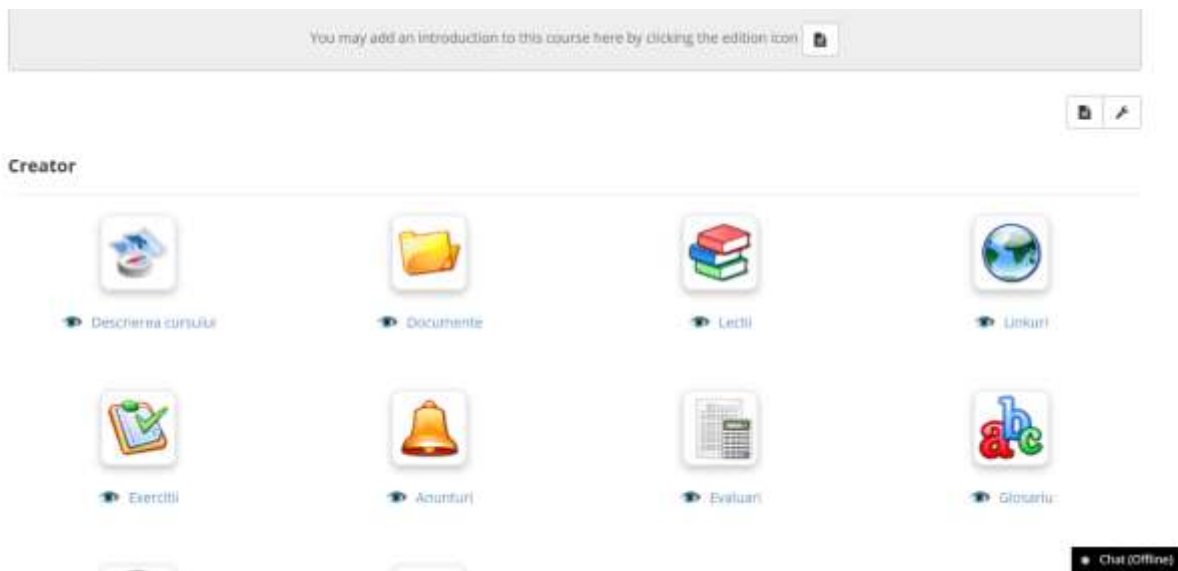 You may add an introduction to this course here by clicking the edition icon
Creator
Descrierea cursului
Documente
Lectii
Linkuri
Exercitii
Anunturi
Evaluari
Glosariu
Chat (Offline)